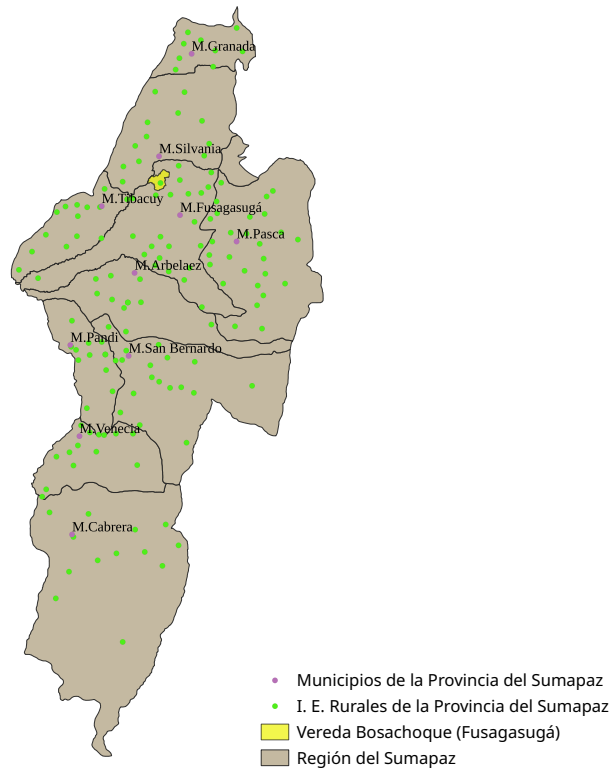 M.Granada
M.Silvania
M.Tibacuy
M.Fusagasugá
M.Pasca
M.Arbelaez
M.Pandi
M.San Bernardo
M.Venecia
M.Cabrera
Municipios de la Provincia del Sumapaz
I. E. Rurales de la Provincia del Sumapaz
Vereda Bosachoque (Fusagasugá)
Región del Sumapaz